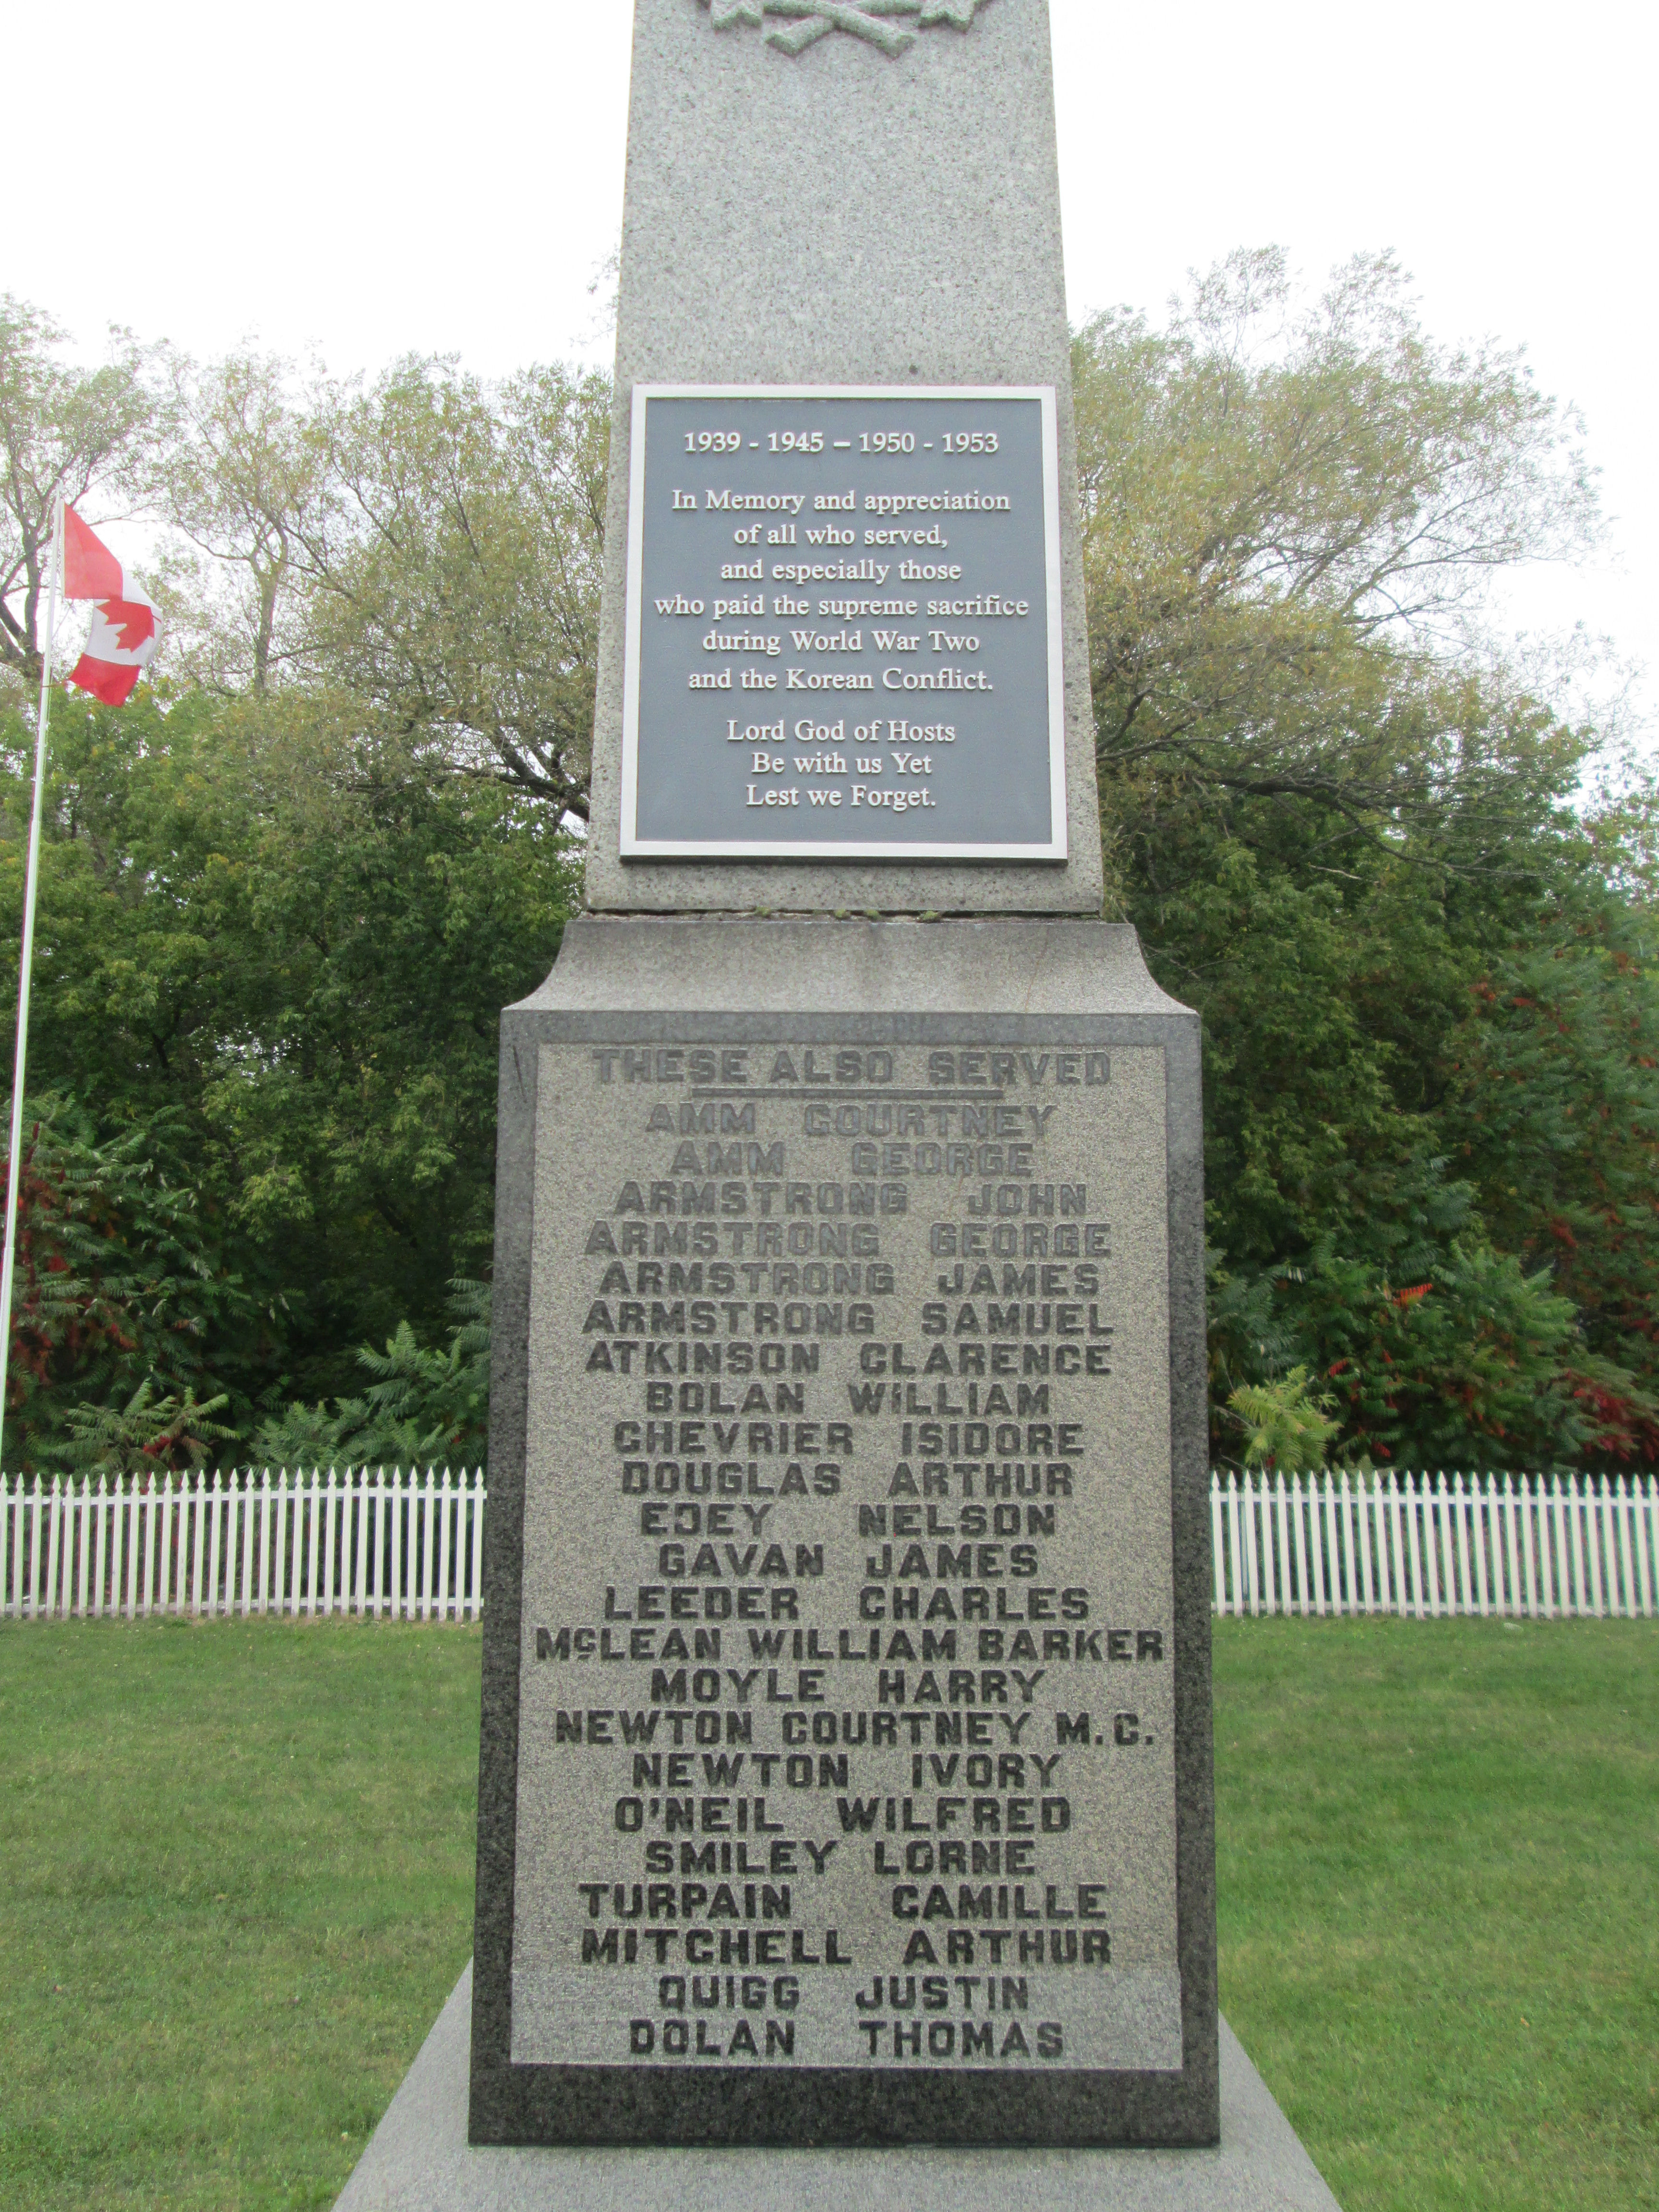 1939 - 1945 – 1950 - 1953
In Memory and appreciation
of all who served,
and especially those
who paid the supreme sacrifice
during World War Two
and the Korean Conflict.
Lord God of Hosts
Be with us Yet
Lest we Forget.
THESE ALSO SERVED
AMM COURTNEY
AMM GEORGE
ARMSTRONG JOHN
ARMSTRONG GEORGE
ARMSTRONG JAMES
ARMSTRONG SAMUEL
ATKINSON CLARENCE
BOLAN WILLIAM
CHEVRIER ISIDORE
DOUGLAS ARTHUR
EJEY NELSON
GAVAN JAMES
LEEDER CHARLES
McLEAN WILLIAM BARKER
MOYLE HARRY
NEWTON COURTNEY M.C.
NEWTON IVORY
O'NEIL WILFRED
SMILEY LORNE
TURPAIN CAMILLE
MITCHELL ARTHUR
QUIGG JUSTIN
DOLAN THOMAS